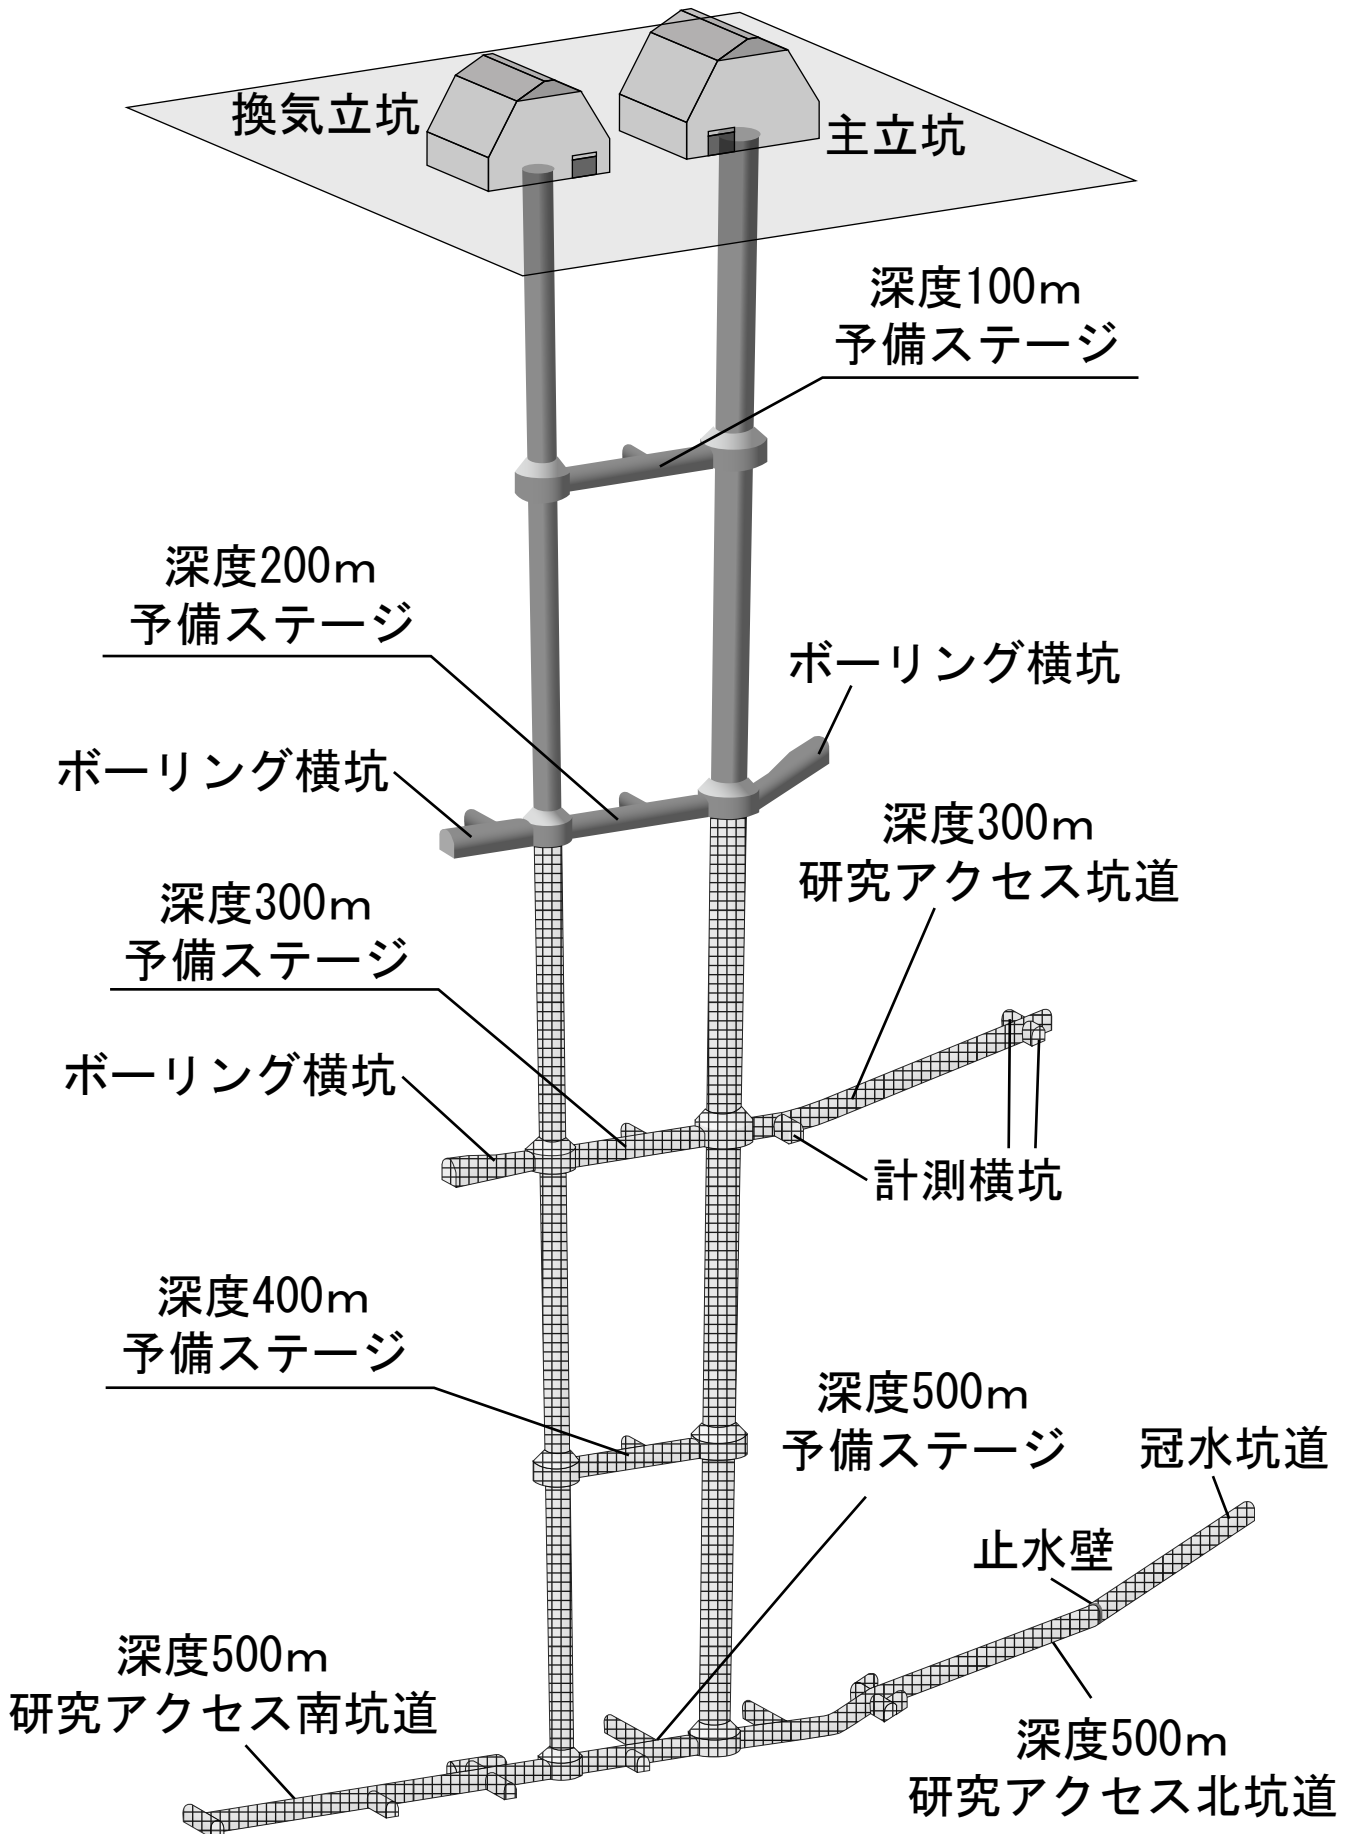 換気立坑
主立坑
深度100m
予備ステージ
深度200m
予備ステージ
ボーリング横坑
ボーリング横坑
深度300m
研究アクセス坑道
深度300m
予備ステージ
ボーリング横坑
計測横坑
深度400m
予備ステージ
深度500m
予備ステージ
冠水坑道
止水壁
深度500m
研究アクセス南坑道
深度500m
研究アクセス北坑道